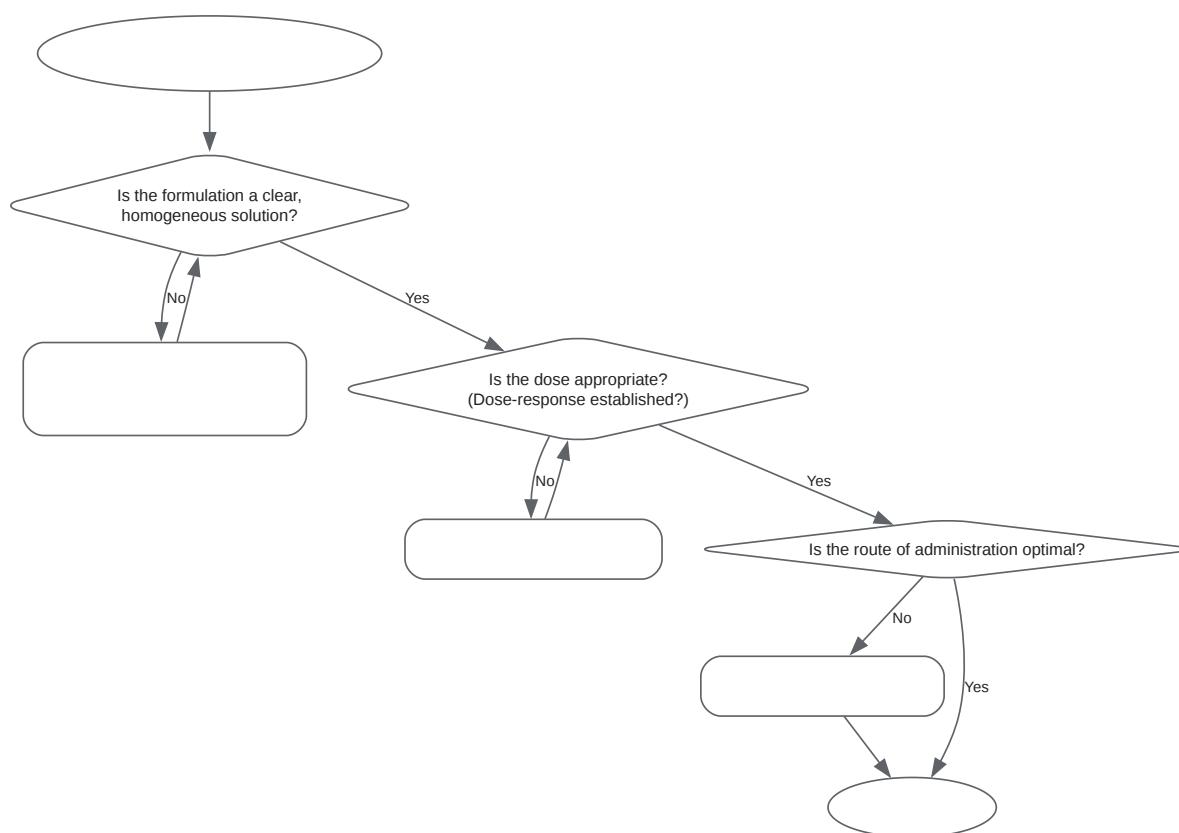 Is the formulation a clear,
homogeneous solution?
No
Yes
Is the dose appropriate?
(Dose-response established?)
No
Yes
Is the route of administration optimal?
No
Yes